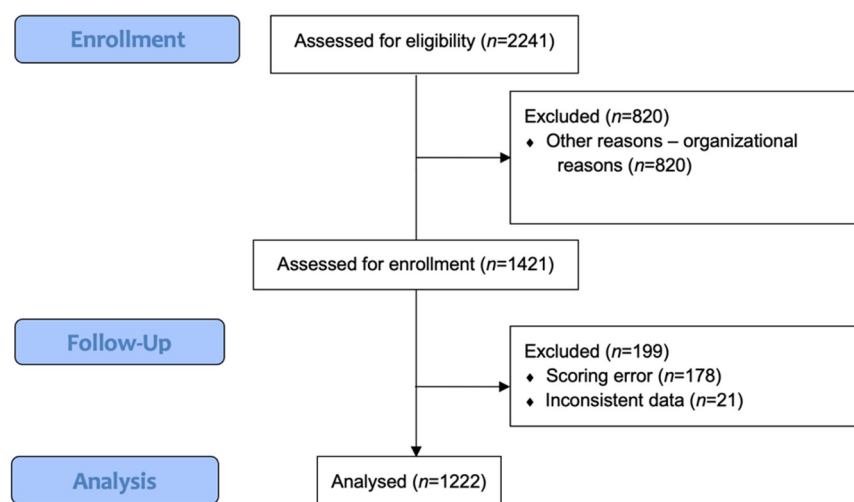 Enrollment
Assessed for eligibility (n=2241)
Excluded (n=820)
♦ Other reasons – organizational
reasons (n=820)
Assessed for enrollment (n=1421)
Follow-Up
Excluded (n=199)
♦ Scoring error (n=178)
♦ Inconsistent data (n=21)
Analysis
Analysed (n=1222)